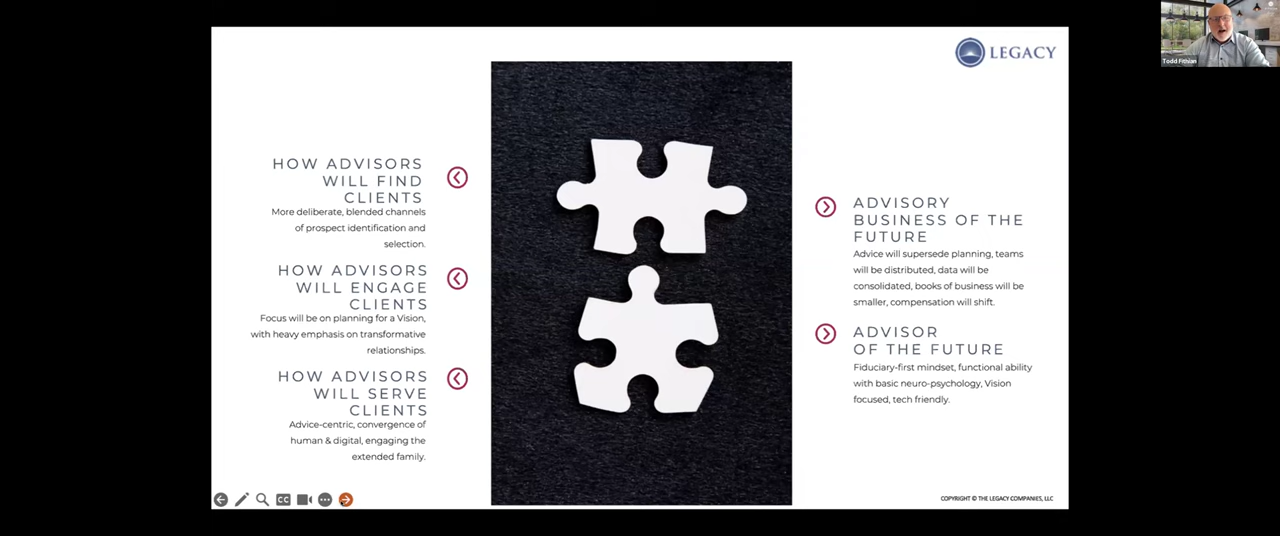 LEGACY
Todd Fithian
HOW ADVISORS
WILL FIND
CLIENTS
More deliberate, blended channels
of prospect identification and
selection.
HOW ADVISORS
WILL ENGAGE
CLIENTS
Focus will be on planning for a Vision,
with heavy emphasis on transformative
relationships.
HOW ADVISORS
WILL SERVE
CLIENTS
Advice-centric, convergence of
human & digital, engaging the
extended family.
ADVISORY
BUSINESS OF THE
FUTURE
Advice will supersede planning, teams
will be distributed, data will be
consolidated, books of business will be
smaller, compensation will shift.
ADVISOR
OF THE FUTURE
Fiduciary-first mindset, functional ability
with basic neuro-psychology, Vision
focused, tech friendly.
CC
COPYRIGHT © THE LEGACY COMPANIES, LLC